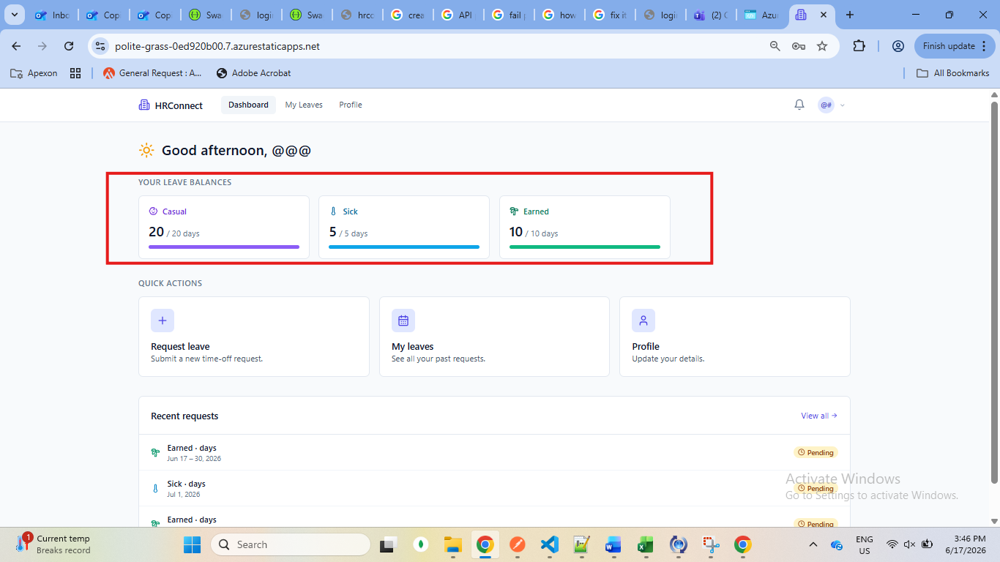 Inbo
Cop
Cop
Swa
logi
Swa
hrcc
crea
API
fail p
how
fix it
logi
(2)
Azu
polite-grass-0ed920b00.7.azurestaticapps.net
Finish update
Apexon
General Request : A...
Adobe Acrobat
All Bookmarks
HRConnect
Dashboard
My Leaves
Profile
@#
Good afternoon, @@@
YOUR LEAVE BALANCES
Casual
20 / 20 days
Sick
5 / 5 days
Earned
10 / 10 days
QUICK ACTIONS
Request leave
Submit a new time-off request.
My leaves
See all your past requests.
Profile
Update your details.
Recent requests
View all →
Earned · days
Jun 17 – 30, 2026
Pending
Sick · days
Jul 1, 2026
Pending
Earned · days
Pending
Activate Windows
Go to Settings to activate Windows.
1
Current temp
Breaks record
Search
ENG
US
3:46 PM
6/17/2026